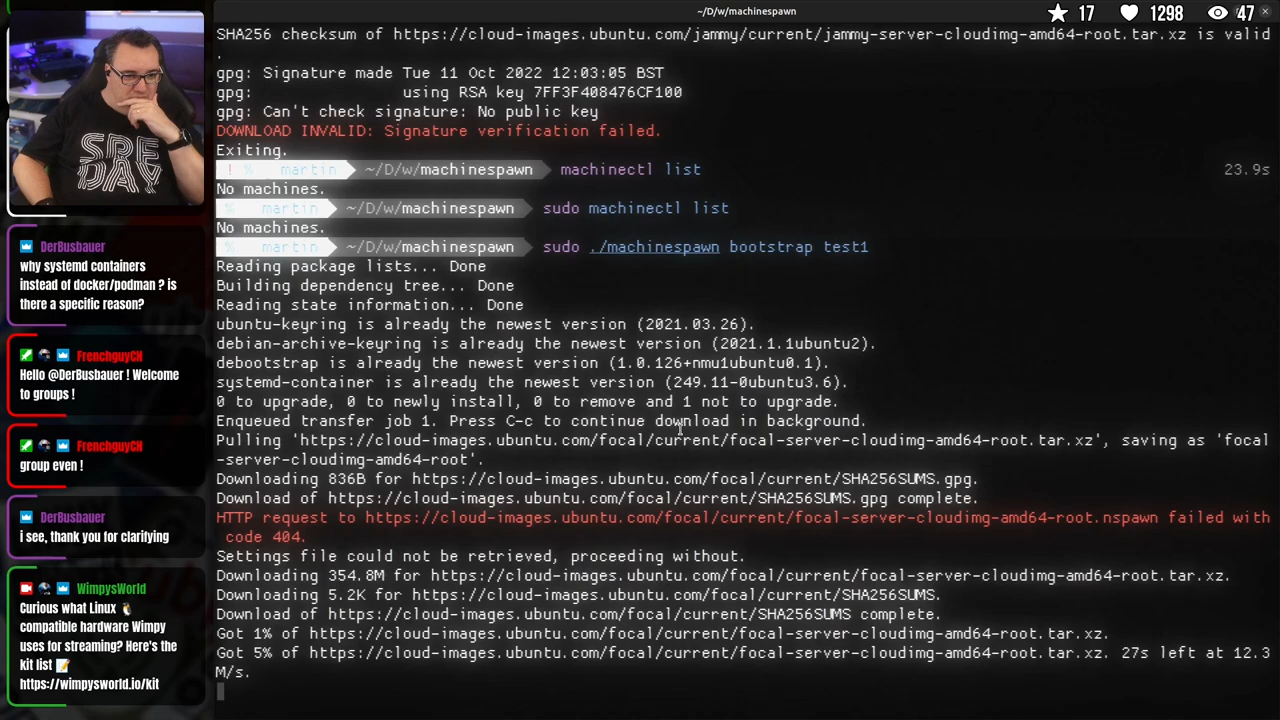 ~/D/w/machinespawn
17 1298 47
SRE
DAY
DerBusbauer
why systemd containers
instead of docker/podman ? is
there a specific reason?
FrenchguyCH
Hello @DerBusbauer ! Welcome
to groups !
FrenchguyCH
group even !
DerBusbauer
i see, thank you for clarifying
WimpysWorld
Curious what Linux 🐧
compatible hardware Wimpy
uses for streaming? Here's the
kit list 📝
https://wimpysworld.io/kit
SHA256 checksum of https://cloud-images.ubuntu.com/jammy/current/jammy-server-cloudimg-amd64-root.tar.xz is valid
.
gpg: Signature made Tue 11 Oct 2022 12:03:05 BST
gpg:                using RSA key 7FF3F408476CF100
gpg: Can't check signature: No public key
DOWNLOAD INVALID: Signature verification failed.
Exiting.
! % martin ~/D/w/machinespawn machinectl list 23.9s
No machines.
% martin ~/D/w/machinespawn sudo machinectl list
No machines.
% martin ~/D/w/machinespawn sudo ./machinespawn bootstrap test1
Reading package lists... Done
Building dependency tree... Done
Reading state information... Done
ubuntu-keyring is already the newest version (2021.03.26).
debian-archive-keyring is already the newest version (2021.1.1ubuntu2).
debootstrap is already the newest version (1.0.126+nmu1ubuntu0.1).
systemd-container is already the newest version (249.11-0ubuntu3.6).
0 to upgrade, 0 to newly install, 0 to remove and 1 not to upgrade.
Enqueued transfer job 1. Press C-c to continue download in background.
Pulling 'https://cloud-images.ubuntu.com/focal/current/focal-server-cloudimg-amd64-root.tar.xz', saving as 'focal
-server-cloudimg-amd64-root'.
Downloading 836B for https://cloud-images.ubuntu.com/focal/current/SHA256SUMS.gpg.
Download of https://cloud-images.ubuntu.com/focal/current/SHA256SUMS.gpg complete.
HTTP request to https://cloud-images.ubuntu.com/focal/current/focal-server-cloudimg-amd64-root.nspawn failed with
code 404.
Settings file could not be retrieved, proceeding without.
Downloading 354.8M for https://cloud-images.ubuntu.com/focal/current/focal-server-cloudimg-amd64-root.tar.xz.
Downloading 5.2K for https://cloud-images.ubuntu.com/focal/current/SHA256SUMS.
Download of https://cloud-images.ubuntu.com/focal/current/SHA256SUMS complete.
Got 1% of https://cloud-images.ubuntu.com/focal/current/focal-server-cloudimg-amd64-root.tar.xz.
Got 5% of https://cloud-images.ubuntu.com/focal/current/focal-server-cloudimg-amd64-root.tar.xz. 27s left at 12.3
M/s.